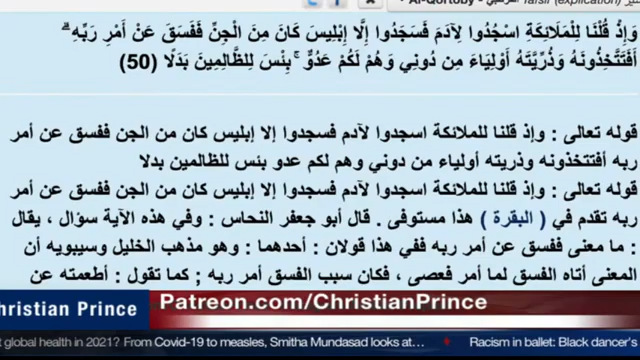 Al-Qortoby Tafsir (explication)
وَإِذْ قُلْنَا لِلْمَلَائِكَةِ اسْجُدُوا لِآدَمَ فَسَجَدُوا إِلَّا إِبْلِيسَ كَانَ مِنَ الْجِنِّ فَفَسَقَ عَنْ أَمْرِ رَبِّهِ ۗ
أَفَتَتَّخِذُونَهُ وَذُرِّيَّتَهُ أَوْلِيَاءَ مِن دُونِي وَهُمْ لَكُمْ عَدُوٌّ ۚ بِئْسَ لِلظَّالِمِينَ بَدَلًا (50)
قوله تعالى : وإذ قلنا للملائكة اسجدوا لآدم فسجدوا إلا إبليس كان من الجن ففسق عن أمر
ربه أفتتخذونه وذريته أولياء من دوني وهم لكم عدو بئس للظالمين بدلا
قوله تعالى : وإذ قلنا للملائكة اسجدوا لآدم فسجدوا إلا إبليس كان من الجن ففسق عن أمر
ربه تقدم في ( البقرة ) هذا مستوفى . قال أبو جعفر النحاس : وفي هذه الآية سؤال ، يقال
: ما معنى ففسق عن أمر ربه ففي هذا قولان : أحدهما : وهو مذهب الخليل وسيبويه أن
المعنى أتاه الفسق لما أمر فعصى ، فكان سبب الفسق أمر ربه ; كما تقول : أطعمته عن
Christian Prince
Patreon.com/ChristianPrince
t global health in 2021? From Covid-19 to measles, Smitha Mundasad looks at… Racism in ballet: Black dancer's